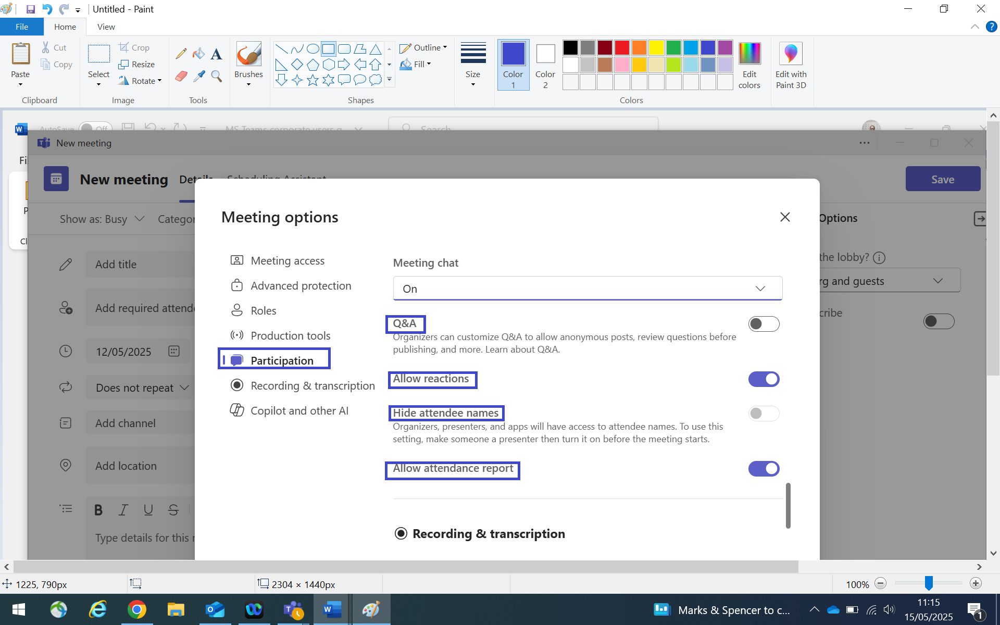 Untitled - Paint
File
Home
View
Paste
Cut
Copy
Clipboard
Select
Crop
Resize
Rotate
Image
Tools
Brushes
Shapes
Outline
Fill
Size
Color
1
Color
2
Edit
colors
Colors
Edit with
Paint 3D
AutoSave Off
MS Teams corporate users g
Search
New meeting
Fi
New meeting
Details
Scheduling Assistant
Save
P
Cl
Show as: Busy
Categor
Options
Add title
the lobby?
rg and guests
Add required attende
cribe
12/05/2025
Does not repeat
Add channel
Add location
B I U S
Type details for this
Meeting options
Meeting access
Advanced protection
Roles
Production tools
Participation
Recording & transcription
Copilot and other AI
Meeting chat
On
Q&A
Organizers can customize Q&A to allow anonymous posts, review questions before
publishing, and more. Learn about Q&A.
Allow reactions
Hide attendee names
Organizers, presenters, and apps will have access to attendee names. To use this
setting, make someone a presenter then turn it on before the meeting starts.
Allow attendance report
Recording & transcription
1225, 790px
2304 × 1440px
100%
Marks & Spencer to c...
11:15
15/05/2025
1